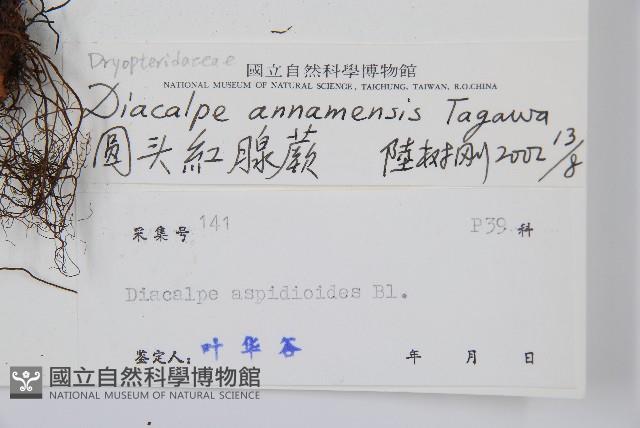 Dryopteridaceae
國立自然科學博物館
NATIONAL MUSEUM OF NATURAL SCIENCE, TAICHUNG, TAIWAN, R.O.CHINA
Diacalpe annamensis Tagawa
圓头紅腺蕨 陸树刚 2002 13/8
采集号 141 P39 科
Diacalpe aspidioides Bl.
鉴定人: 叶华谷 年 月 日
國立自然科學博物館
NATIONAL MUSEUM OF NATURAL SCIENCE